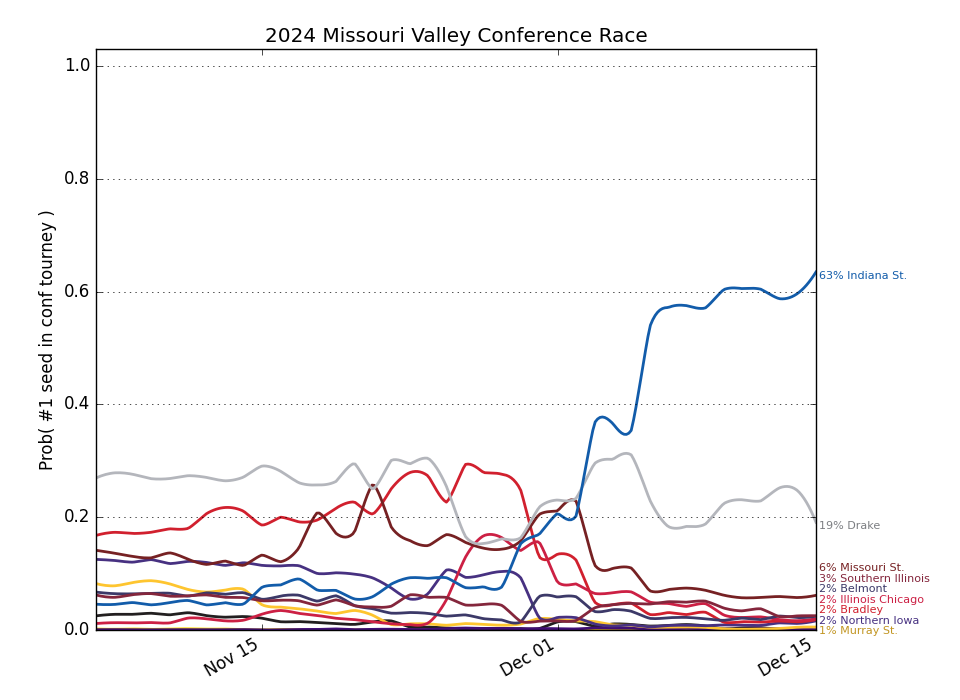 2024 Missouri Valley Conference Race
Prob( #1 seed in conf tourney )
1.0
0.8
0.6
0.4
0.2
0.0
Nov 15
Dec 01
Dec 15
63% Indiana St.
19% Drake
6% Missouri St.
3% Southern Illinois
2% Belmont
2% Illinois Chicago
2% Bradley
2% Northern Iowa
1% Murray St.